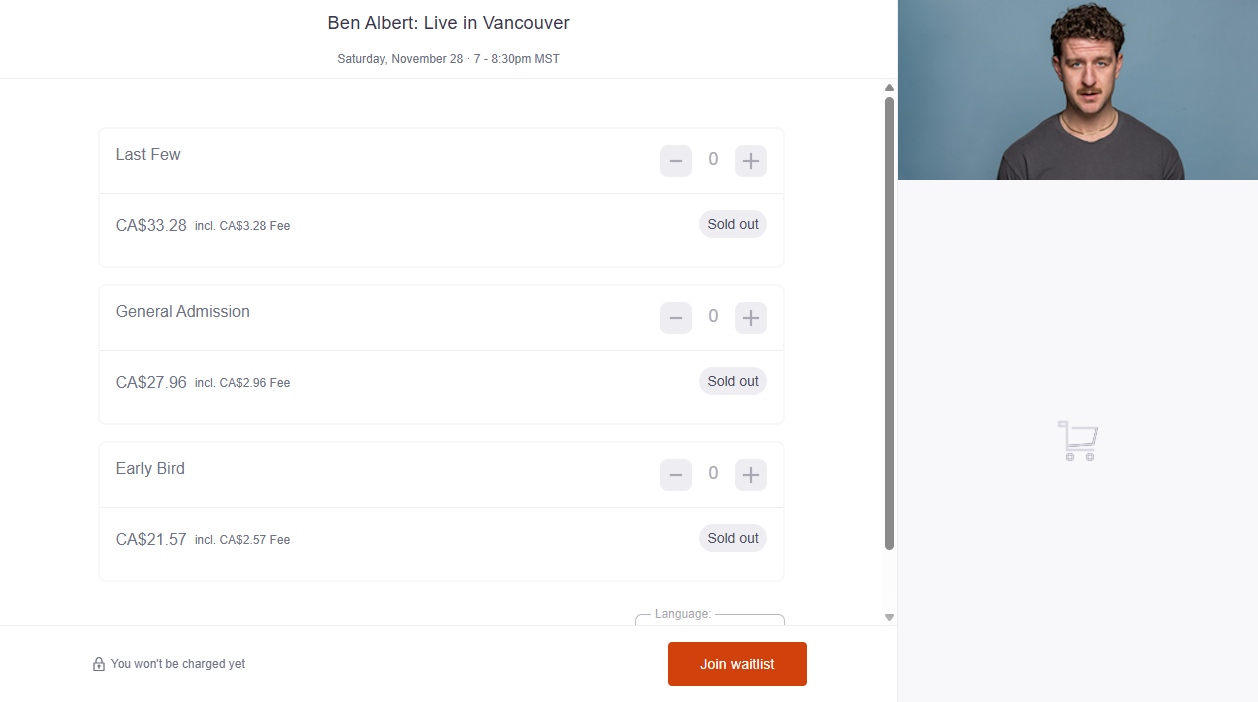 Ben Albert: Live in Vancouver
Saturday, November 28 · 7 - 8:30pm MST
Last Few
0
CA$33.28 incl. CA$3.28 Fee
Sold out
General Admission
0
CA$27.96 incl. CA$2.96 Fee
Sold out
Early Bird
0
CA$21.57 incl. CA$2.57 Fee
Sold out
Language:
You won't be charged yet
Join waitlist